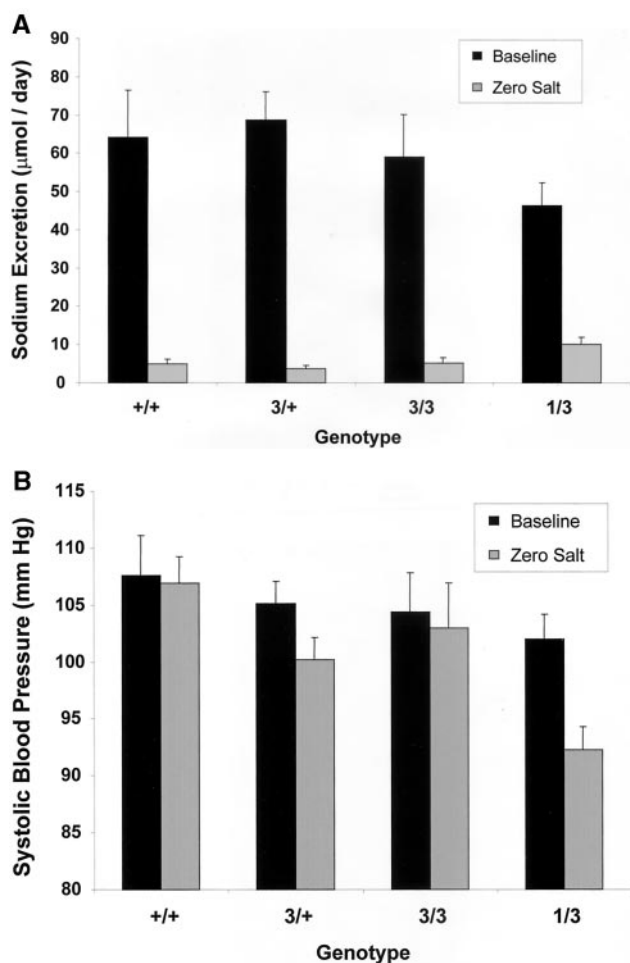 A
Sodium Excretion (μmol / day)
90
80
70
60
50
40
30
20
10
0
Baseline
Zero Salt
+/+ 3/+ 3/3 1/3
Genotype
B
Systolic Blood Pressure (mm Hg)
115
110
105
100
95
90
85
80
Baseline
Zero Salt
+/+ 3/+ 3/3 1/3
Genotype